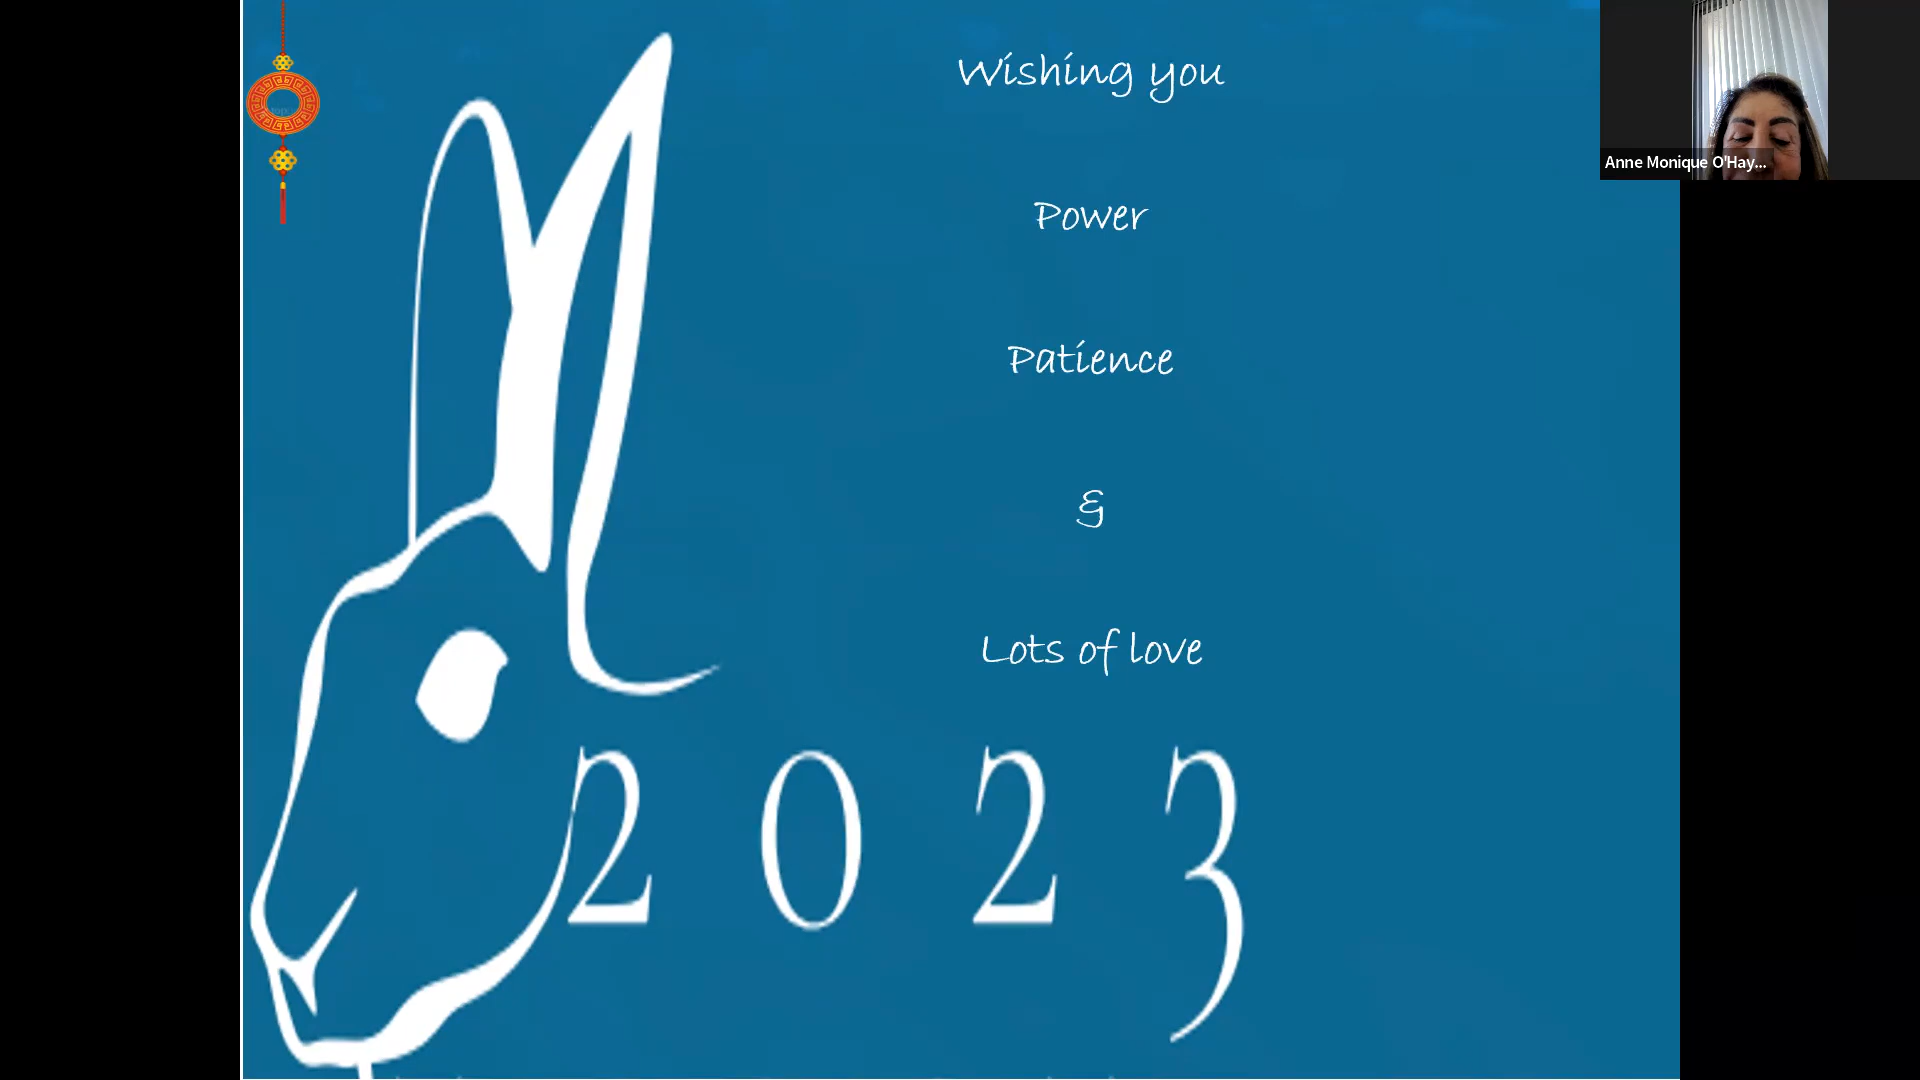 Wishing you
Power
Patience
&
Lots of love
2023
Anne Monique O'Hay...